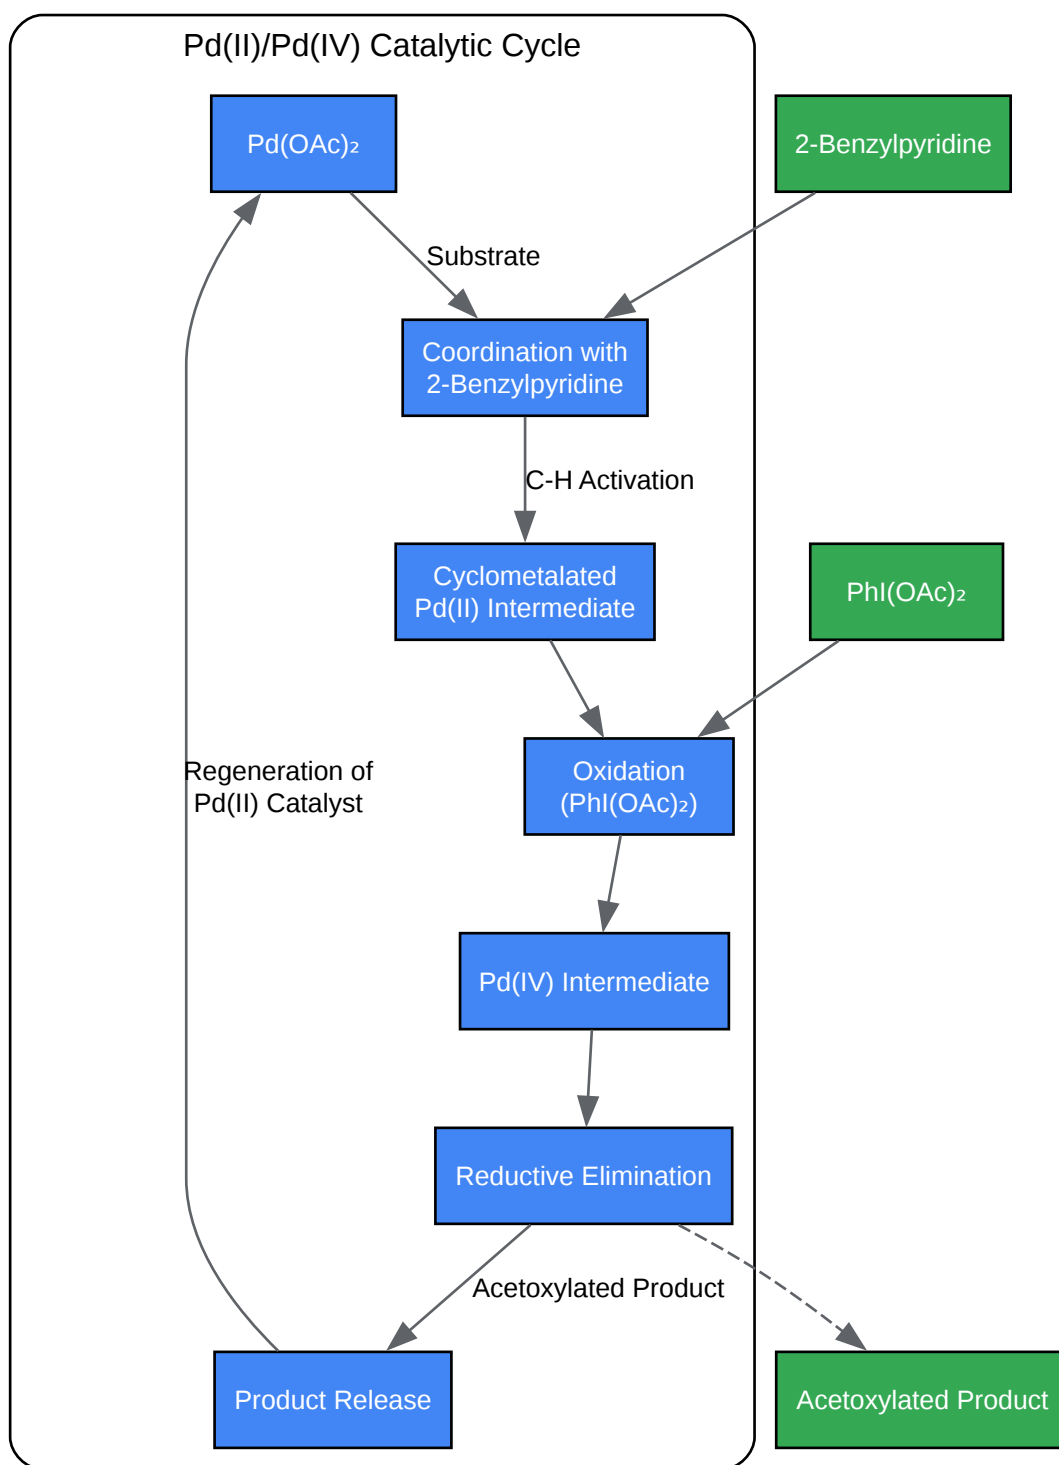 Pd(II)/Pd(IV) Catalytic Cycle
Pd(OAc)₂
2-Benzylpyridine
Substrate
Coordination with
2-Benzylpyridine
C-H Activation
Cyclometalated
Pd(II) Intermediate
PhI(OAc)₂
Regeneration of
Pd(II) Catalyst
Oxidation
(PhI(OAc)₂)
Pd(IV) Intermediate
Reductive Elimination
Acetoxylated Product
Product Release
Acetoxylated Product